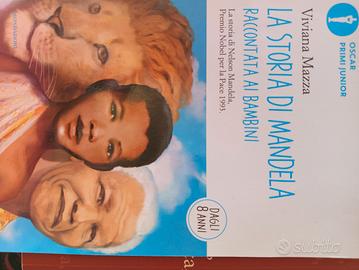 OSCAR
PRIMI JUNIOR
Viviana Mazza
LA STORIA DI MANDELA
RACCONTATA AI BAMBINI
La storia di Nelson Mandela,
Premio Nobel per la Pace 1993.
DAGLI
8 ANNI
subito